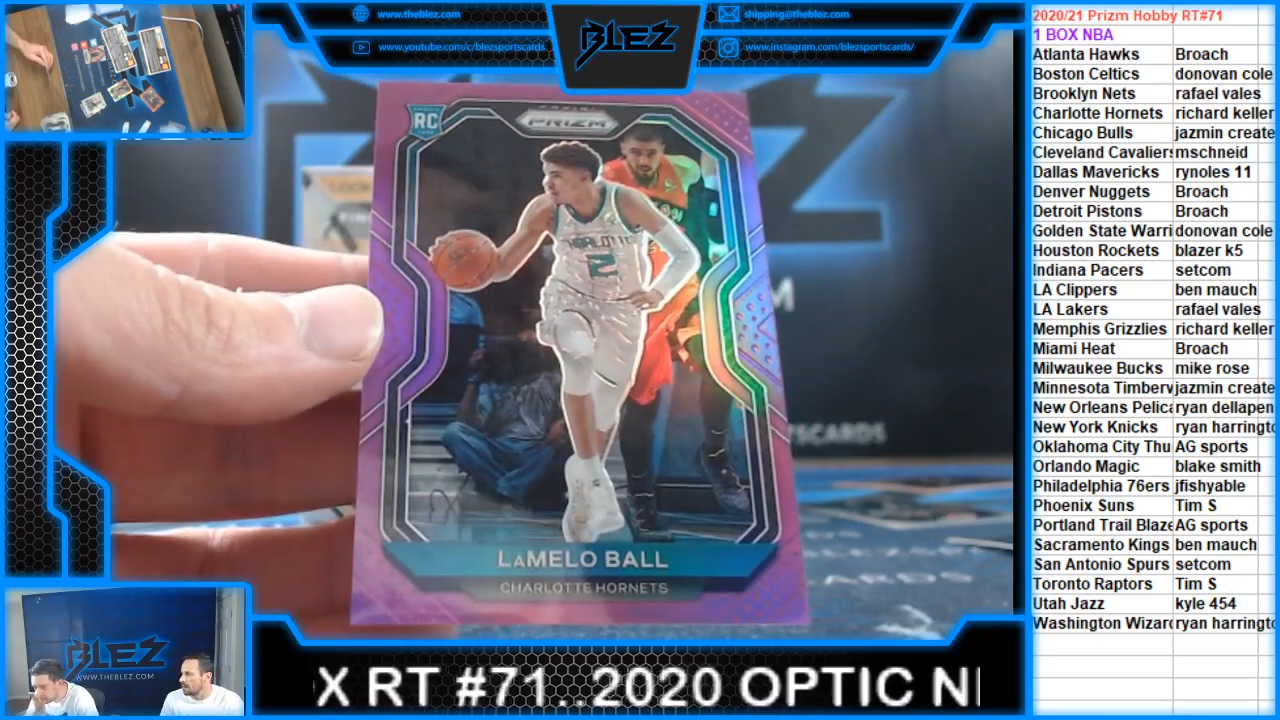 www.theblez.com
www.youtube.com/c/blezsportscards
BLEZ
shipping@theblez.com
www.instagram.com/blezsportscards/
RC
PRIZM
CHARLOTTE
2
LaMELO BALL
CHARLOTTE HORNETS
BLEZ
WWW.THEBLEZ.COM
X RT #71..2020 OPTIC N
2020/21 Prizm Hobby RT#71
1 BOX NBA
Atlanta Hawks Broach
Boston Celtics donovan cole
Brooklyn Nets rafael vales
Charlotte Hornets richard keller
Chicago Bulls jazmin create
Cleveland Cavaliers mschneid
Dallas Mavericks rynoles 11
Denver Nuggets Broach
Detroit Pistons Broach
Golden State Warri donovan cole
Houston Rockets blazer k5
Indiana Pacers setcom
LA Clippers ben mauch
LA Lakers rafael vales
Memphis Grizzlies richard keller
Miami Heat Broach
Milwaukee Bucks mike rose
Minnesota Timberv jazmin create
New Orleans Pelica ryan dellapen
New York Knicks ryan harringto
Oklahoma City Thu AG sports
Orlando Magic blake smith
Philadelphia 76ers jfishyable
Phoenix Suns Tim S
Portland Trail Blaze AG sports
Sacramento Kings ben mauch
San Antonio Spurs setcom
Toronto Raptors Tim S
Utah Jazz kyle 454
Washington Wizard ryan harringto